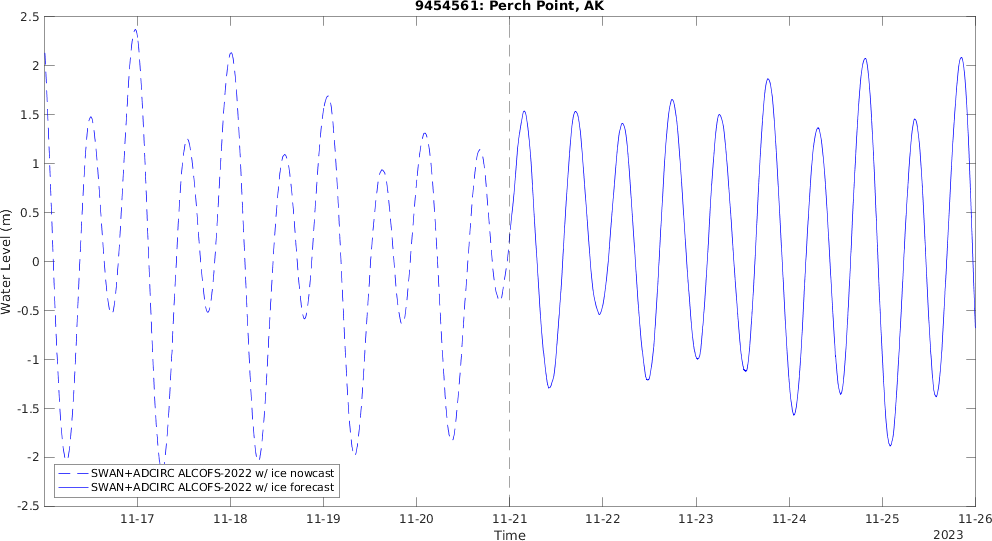 9454561: Perch Point, AK
2.5
2
1.5
1
0.5
0
-0.5
-1
-1.5
-2
-2.5
Water Level (m)
SWAN+ADCIRC ALCOFS-2022 w/ ice nowcast
SWAN+ADCIRC ALCOFS-2022 w/ ice forecast
11-17 11-18 11-19 11-20 11-21 11-22 11-23 11-24 11-25 11-26
Time
2023